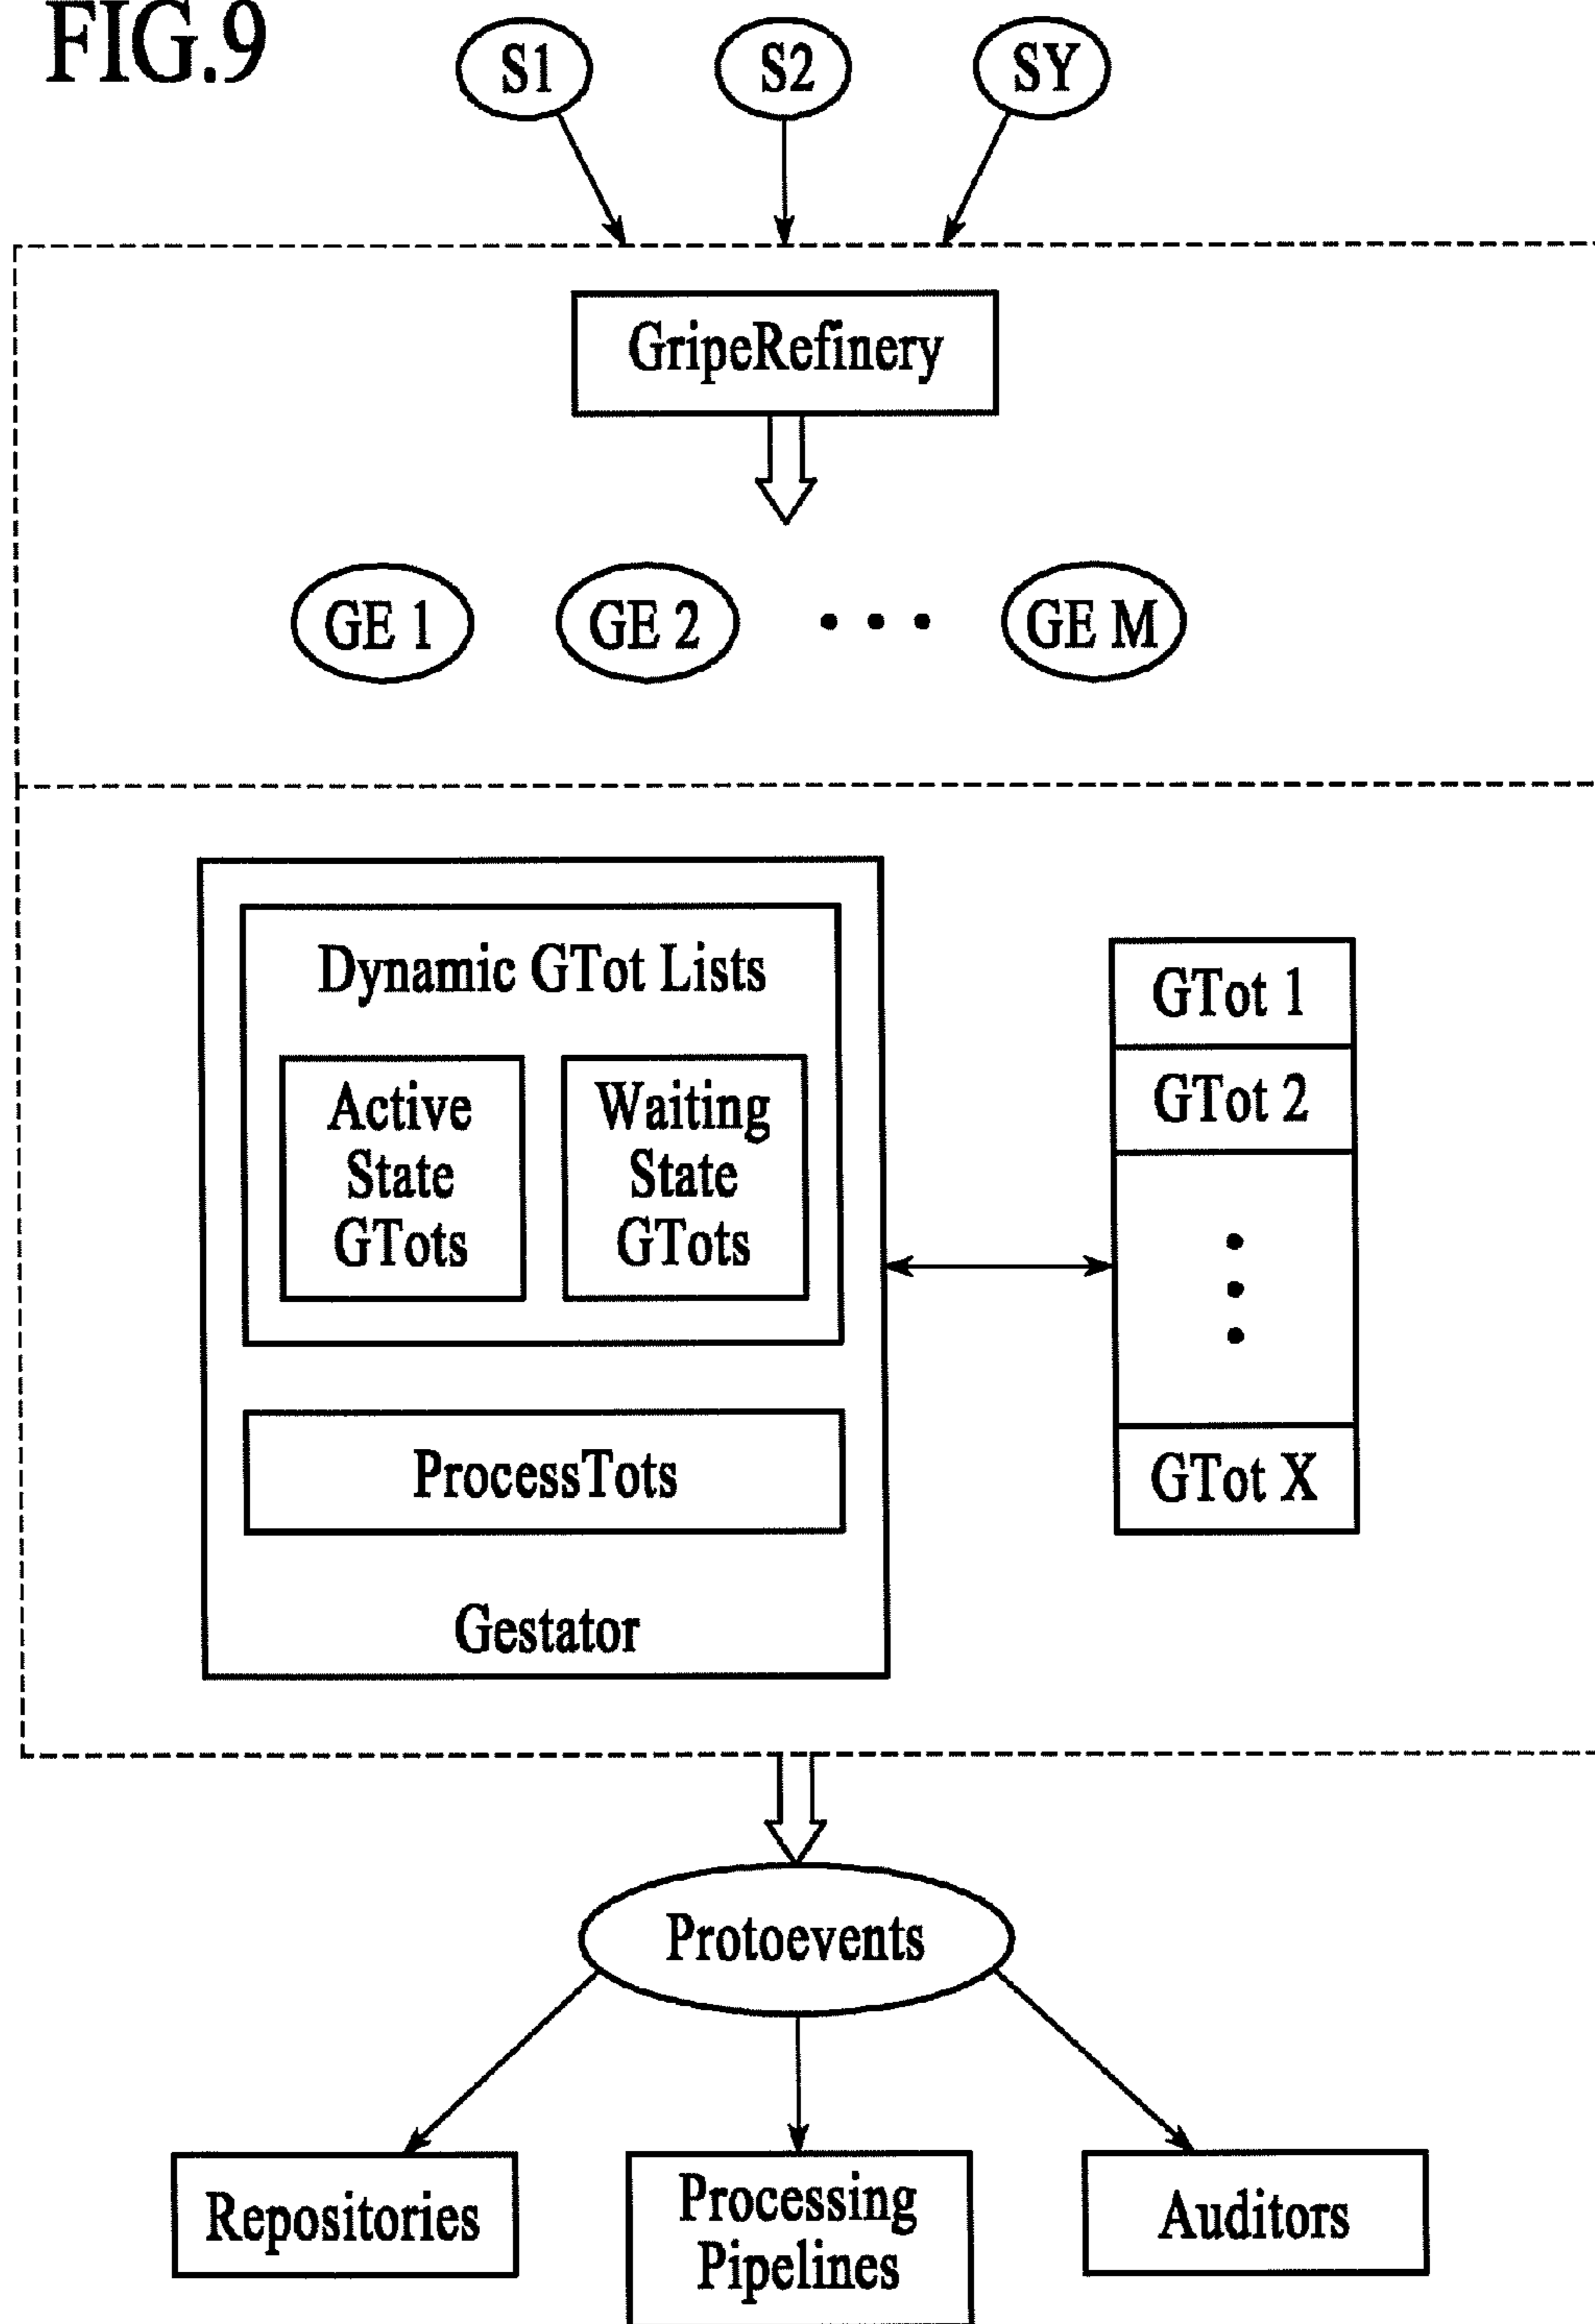 FIG.9
S1 S2 SY
GripeRefinery
GE 1 GE 2 • • • GE M
Dynamic GTot Lists
Active
State
GTots
Waiting
State
GTots
ProcessTots
Gestator
GTot 1
GTot 2
GTot X
Protoevents
Repositories
Processing
Pipelines
Auditors